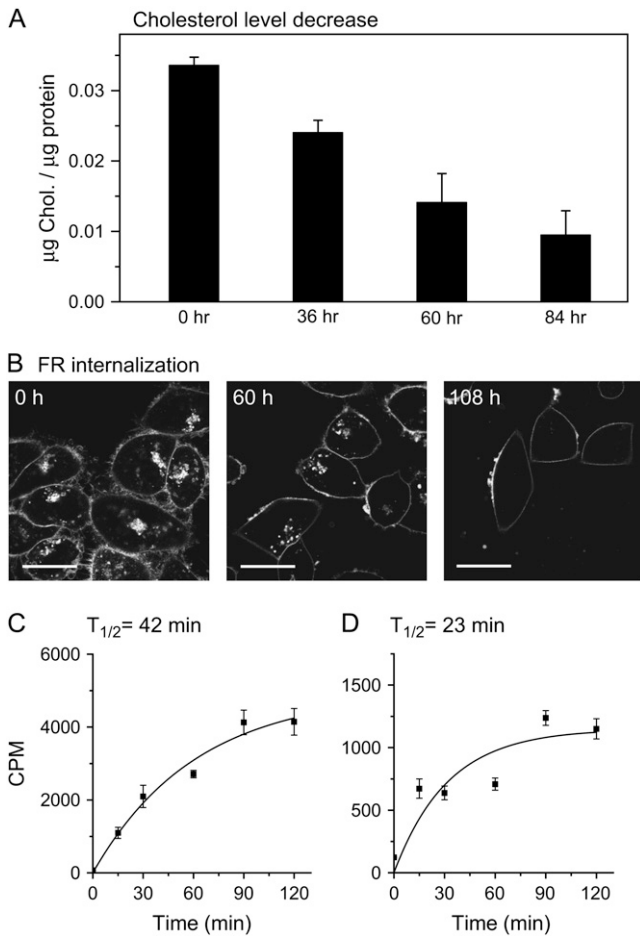 A Cholesterol level decrease
µg Chol. / µg protein
0.03
0.02
0.01
0.00
0 hr 36 hr 60 hr 84 hr
B FR internalization
0 h 60 h 108 h
C T1/2= 42 min D T1/2= 23 min
CPM
6000
4000
2000
0
0 30 60 90 120
Time (min)
1500
1000
500
0
0 30 60 90 120
Time (min)